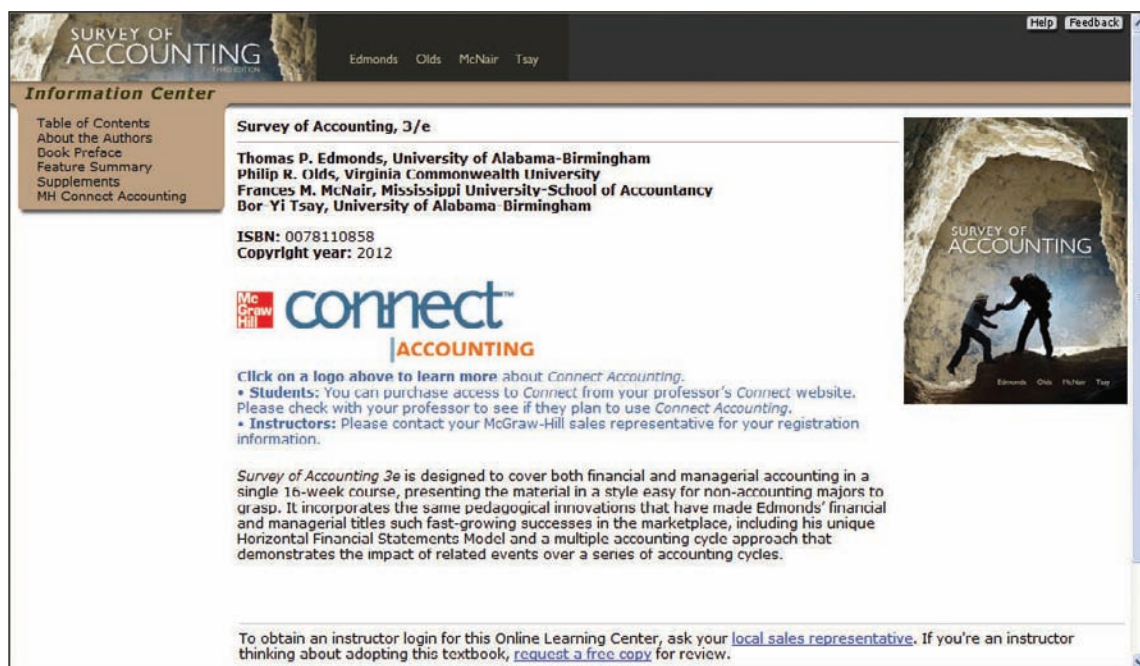 SURVEY OF
ACCOUNTING
THIRD EDITION
Edmonds Olds McNair Tsay
Help Feedback
Information Center
Table of Contents
About the Authors
Book Preface
Feature Summary
Supplements
MH Connect Accounting
Survey of Accounting, 3/e
Thomas P. Edmonds, University of Alabama-Birmingham
Philip R. Olds, Virginia Commonwealth University
Frances M. McNair, Mississippi University-School of Accountancy
Bor-Yi Tsay, University of Alabama-Birmingham
ISBN: 0078110858
Copyright year: 2012
Mc
Graw
Hill
connect™
ACCOUNTING
Click on a logo above to learn more about Connect Accounting.
• Students: You can purchase access to Connect from your professor's Connect website.
Please check with your professor to see if they plan to use Connect Accounting.
• Instructors: Please contact your McGraw-Hill sales representative for your registration
information.
Survey of Accounting 3e is designed to cover both financial and managerial accounting in a
single 16-week course, presenting the material in a style easy for non-accounting majors to
grasp. It incorporates the same pedagogical innovations that have made Edmonds' financial
and managerial titles such fast-growing successes in the marketplace, including his unique
Horizontal Financial Statements Model and a multiple accounting cycle approach that
demonstrates the impact of related events over a series of accounting cycles.
SURVEY OF
ACCOUNTING
Edmonds Olds McNair Tsay
To obtain an instructor login for this Online Learning Center, ask your local sales representative. If you're an instructor
thinking about adopting this textbook, request a free copy for review.